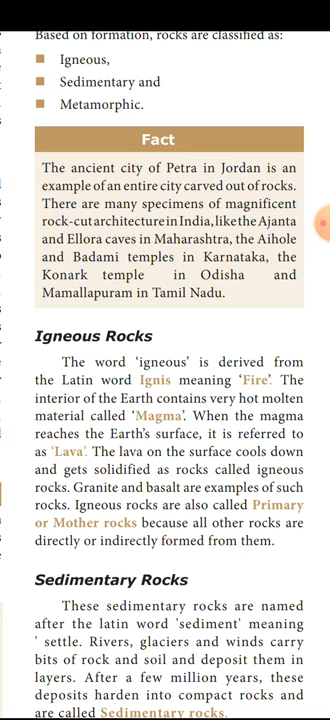 Based on formation, rocks are classified as:
Igneous,
Sedimentary and
Metamorphic.
Fact
The ancient city of Petra in Jordan is an
example of an entire city carved out of rocks.
There are many specimens of magnificent
rock-cut architecture in India, like the Ajanta
and Ellora caves in Maharashtra, the Aihole
and Badami temples in Karnataka, the
Konark temple in Odisha and
Mamallapuram in Tamil Nadu.
Igneous Rocks
The word ‘igneous’ is derived from
the Latin word Ignis meaning ‘Fire’. The
interior of the Earth contains very hot molten
material called ‘Magma’. When the magma
reaches the Earth’s surface, it is referred to
as ‘Lava’. The lava on the surface cools down
and gets solidified as rocks called igneous
rocks. Granite and basalt are examples of such
rocks. Igneous rocks are also called Primary
or Mother rocks because all other rocks are
directly or indirectly formed from them.
Sedimentary Rocks
These sedimentary rocks are named
after the latin word 'sediment' meaning
' settle. Rivers, glaciers and winds carry
bits of rock and soil and deposit them in
layers. After a few million years, these
deposits harden into compact rocks and
are called Sedimentary rocks.